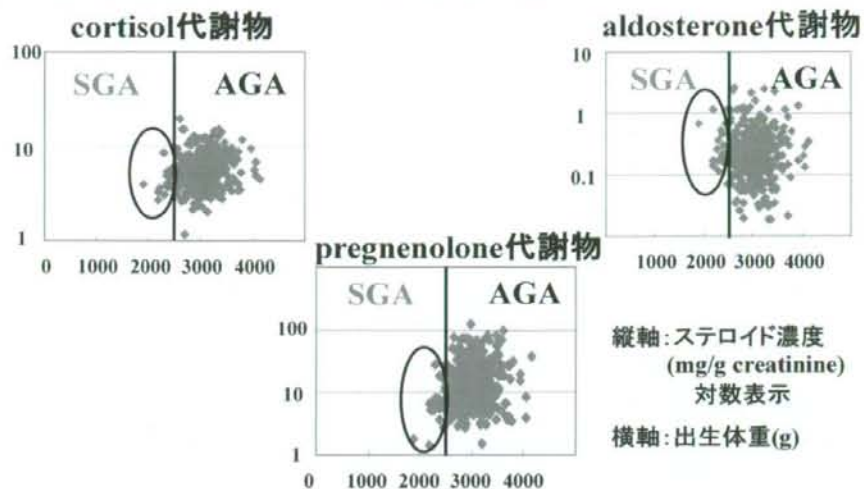 cortisol代謝物
100
10
1
SGA
AGA
0 1000 2000 3000 4000
aldosterone代謝物
10
1
0.1
SGA
AGA
1000 2000 3000 4000
pregnenolone代謝物
100
10
1
SGA
AGA
0 1000 2000 3000 4000
縦軸:ステロイド濃度
(mg/g creatinine)
対数表示
横軸:出生体重(g)